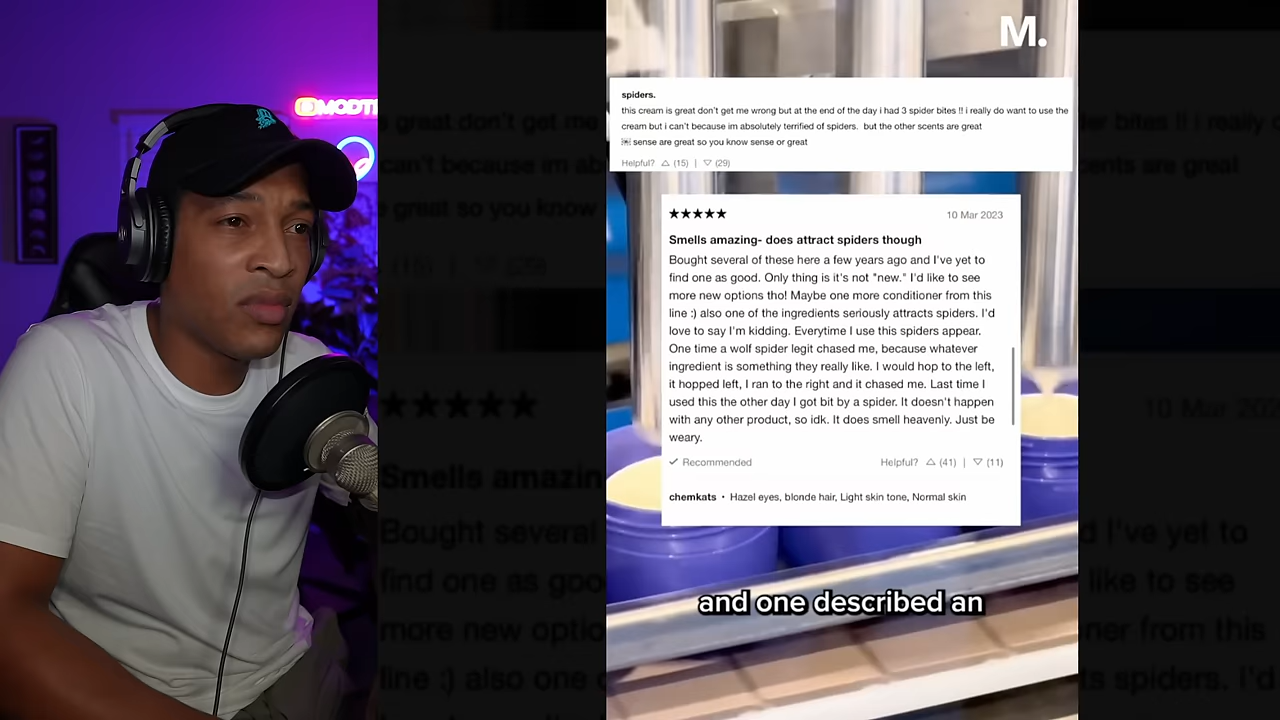 M.
MODT
spiders.
this cream is great don't get me wrong but at the end of the day i had 3 spider bites !! i really do want to use the
cream but i can't because im absolutely terrified of spiders. but the other scents are great
sense are great so you know sense or great
Helpful? (15) | (29)
★★★★★ 10 Mar 2023
Smells amazing- does attract spiders though
Bought several of these here a few years ago and I've yet to
find one as good. Only thing is it's not "new." I'd like to see
more new options tho! Maybe one more conditioner from this
line :) also one of the ingredients seriously attracts spiders. I'd
love to say I'm kidding. Everytime I use this spiders appear.
One time a wolf spider legit chased me, because whatever
ingredient is something they really like. I would hop to the left,
it hopped left, I ran to the right and it chased me. Last time I
used this the other day I got bit by a spider. It doesn't happen
with any other product, so idk. It does smell heavenly. Just be
weary.
✓ Recommended Helpful? (41) | (11)
chemkats • Hazel eyes, blonde hair, Light skin tone, Normal skin
and one described an